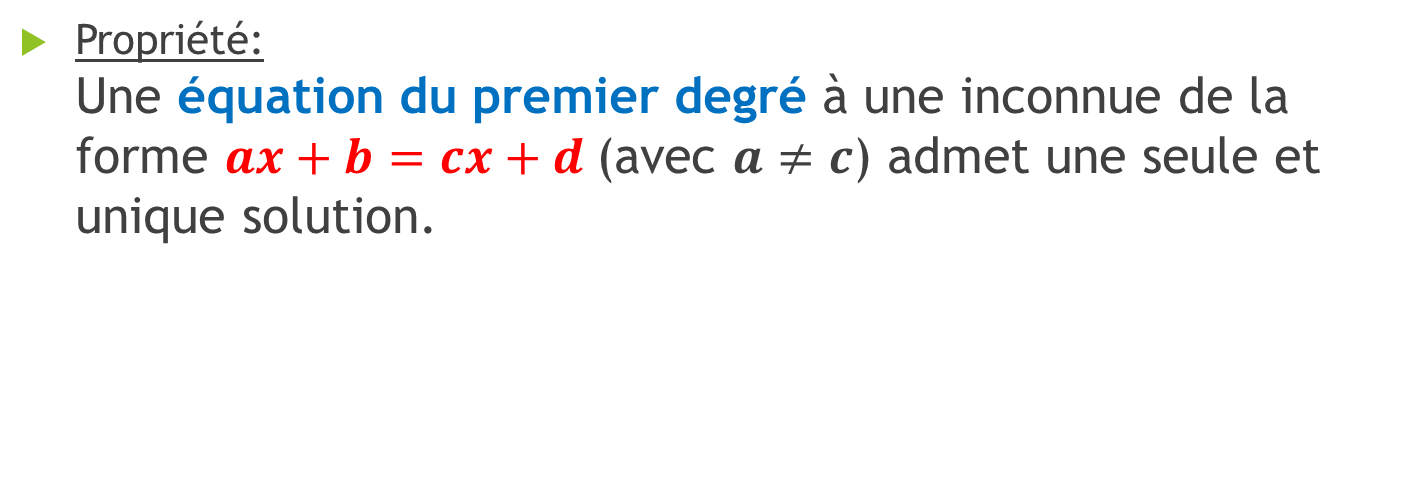 Propriété:
Une équation du premier degré à une inconnue de la
forme ax + b = cx + d (avec a ≠ c) admet une seule et
unique solution.